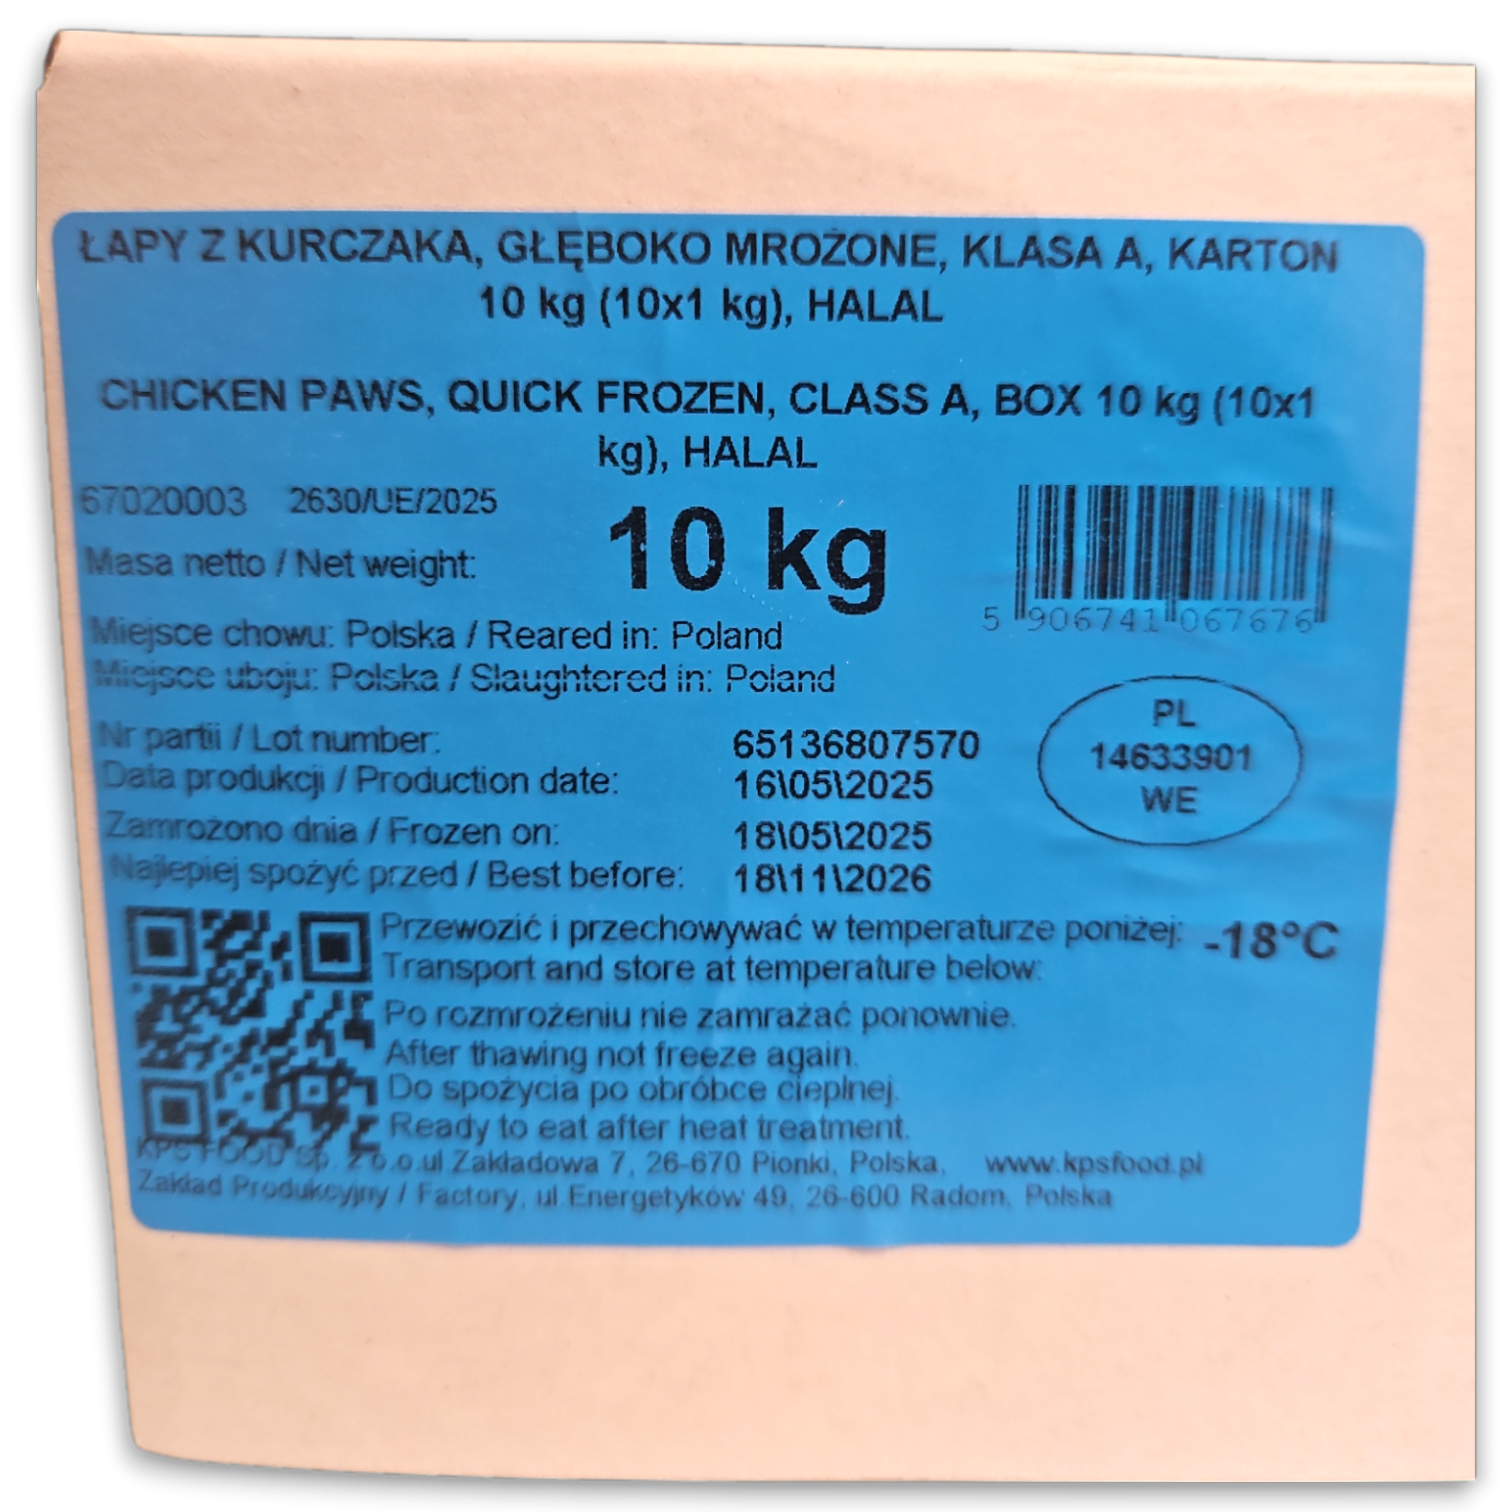 ŁAPY Z KURCZAKA, GŁĘBOKO MROŻONE, KLASA A, KARTON
10 kg (10x1 kg), HALAL
CHICKEN PAWS, QUICK FROZEN, CLASS A, BOX 10 kg (10x1
kg), HALAL
67020003 2630/UE/2025
Masa netto / Net weight: 10 kg
5 906741 067676
Miejsce chowu: Polska / Reared in: Poland
Miejsce uboju: Polska / Slaughtered in: Poland
Nr partii / Lot number: 65136807570
Data produkcji / Production date: 16\05\2025
Zamrożono dnia / Frozen on: 18\05\2025
Najlepiej spożyć przed / Best before: 18\11\2026
PL
14633901
WE
Przewozić i przechowywać w temperaturze poniżej: -18°C
Transport and store at temperature below:
Po rozmrożeniu nie zamrażać ponownie.
After thawing not freeze again.
Do spożycia po obróbce cieplnej.
Ready to eat after heat treatment.
KPS FOOD Sp. z o.o.ul Zakładowa 7, 26-670 Pionki, Polska, www.kpsfood.pl
Zakład Produkcyjny / Factory, ul.Energetyków 49, 26-600 Radom, Polska